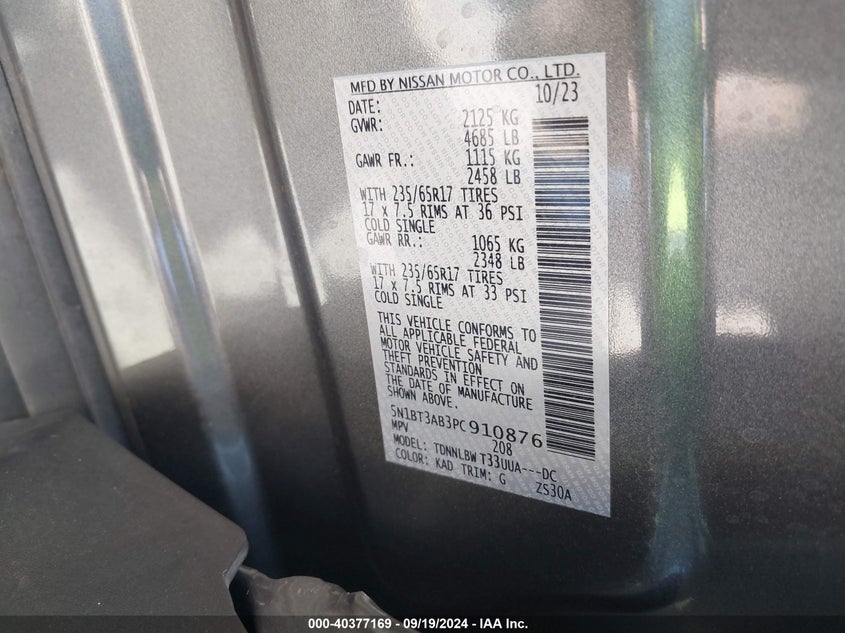 MFD BY NISSAN MOTOR CO., LTD.
DATE: 10/23
GVWR: 2125 KG
4685 LB
GAWR FR.: 1115 KG
2458 LB
WITH 235/65R17 TIRES
17 x 7.5 RIMS AT 36 PSI
COLD SINGLE
GAWR RR.: 1065 KG
2348 LB
WITH 235/65R17 TIRES
17 x 7.5 RIMS AT 33 PSI
COLD SINGLE
THIS VEHICLE CONFORMS TO
ALL APPLICABLE FEDERAL
MOTOR VEHICLE SAFETY AND
THEFT PREVENTION
STANDARDS IN EFFECT ON
THE DATE OF MANUFACTURE
SHOWN ABOVE.
5N1BT3AB3PC910876
MPV 208
MODEL: TDNNLBW T33UUA---DC
COLOR: KAD TRIM: G ZS30A
000-40377169 - 09/19/2024 - IAA Inc.